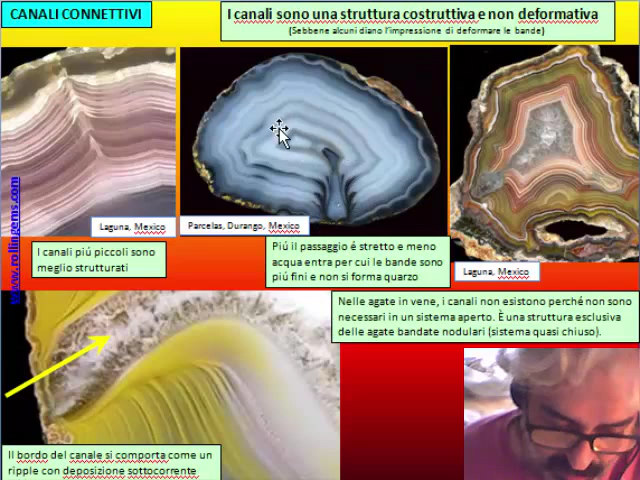 CANALI CONNETTIVI
I canali sono una struttura costruttiva e non deformativa
(Sebbene alcuni diano l'impressione di deformare le bande)
www.rollingems.com
Laguna, Mexico
Parcelas, Durango, Mexico
Laguna, Mexico
I canali piú piccoli sono
meglio strutturati
Piú il passaggio é stretto e meno
acqua entra per cui le bande sono
piú fini e non si forma quarzo
Nelle agate in vene, i canali non esistono perché non sono
necessari in un sistema aperto. È una struttura esclusiva
delle agate bandate nodulari (sistema quasi chiuso).
Il bordo del canale si comporta come un
ripple con deposizione sottocorrente